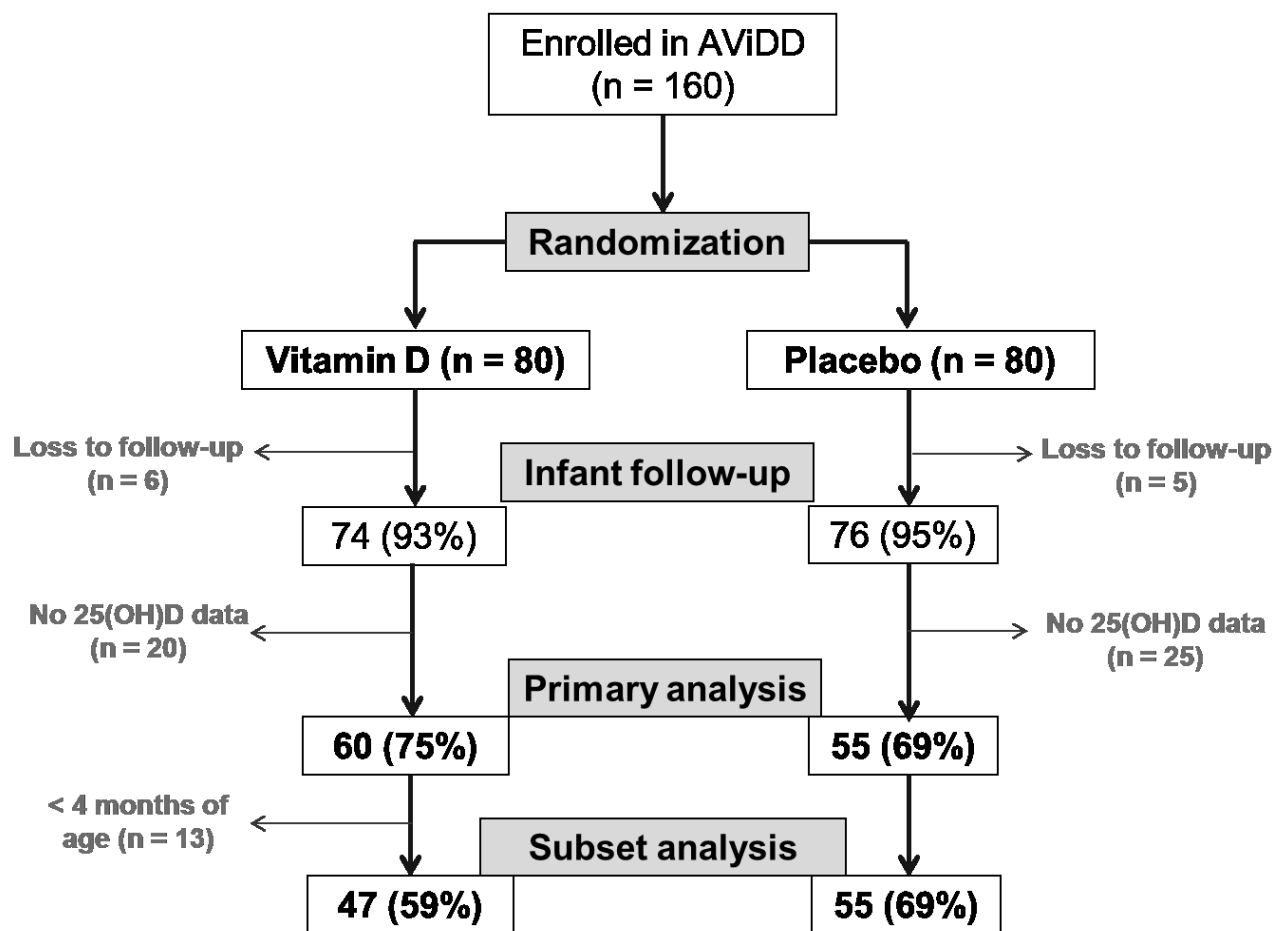 Enrolled in AViDD
(n = 160)
Randomization
Vitamin D (n = 80)
Placebo (n = 80)
Loss to follow-up
(n = 6)
Infant follow-up
Loss to follow-up
(n = 5)
74 (93%)
76 (95%)
No 25(OH)D data
(n = 20)
No 25(OH)D data
(n = 25)
Primary analysis
60 (75%)
55 (69%)
< 4 months of
age (n = 13)
Subset analysis
47 (59%)
55 (69%)